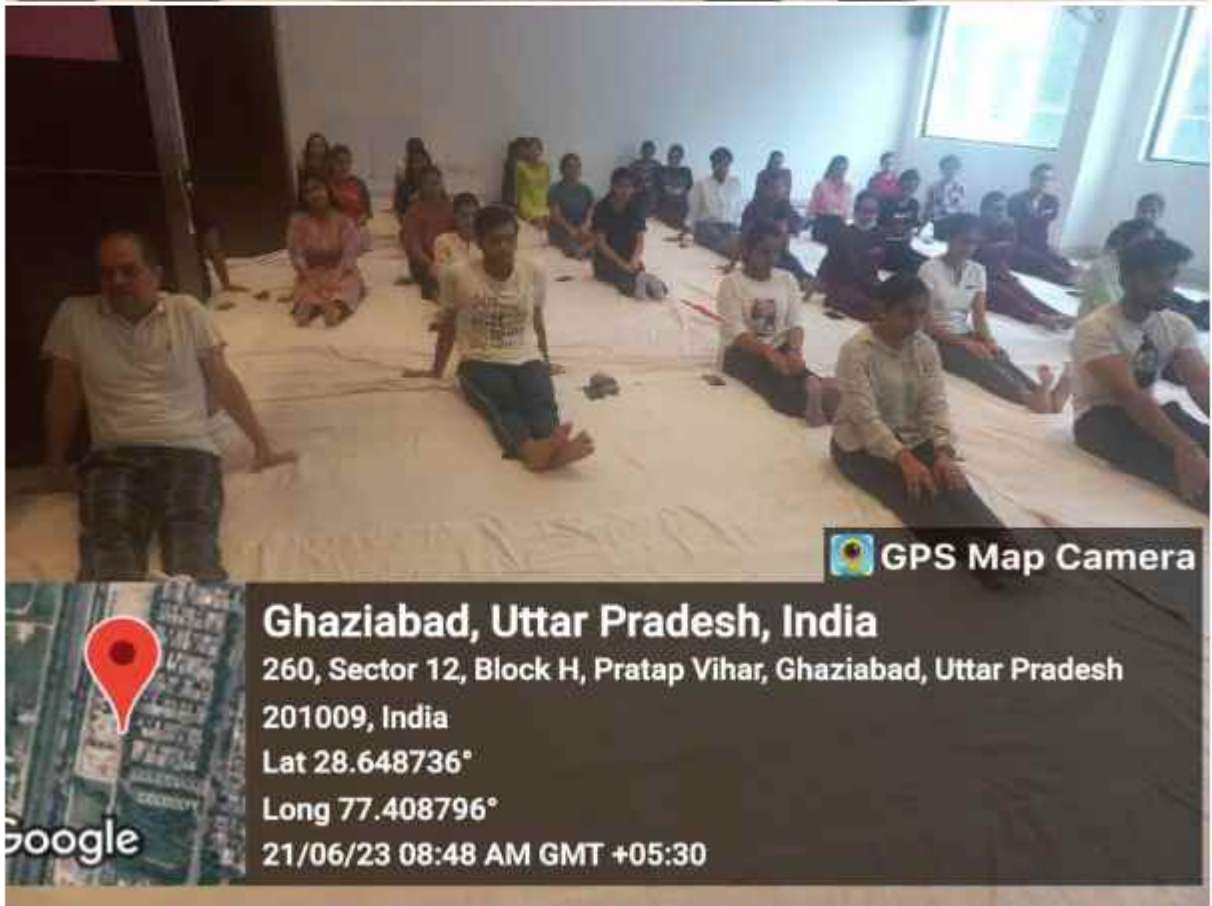 GPS Map Camera
Ghaziabad, Uttar Pradesh, India
260, Sector 12, Block H, Pratap Vihar, Ghaziabad, Uttar Pradesh
201009, India
Lat 28.648736°
Long 77.408796°
21/06/23 08:48 AM GMT +05:30
Google